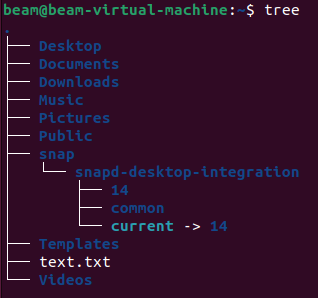 beam@beam-virtual-machine:~$ tree
.
├── Desktop
├── Documents
├── Downloads
├── Music
├── Pictures
├── Public
├── snap
│   └── snapd-desktop-integration
│       ├── 14
│       ├── common
│       └── current -> 14
├── Templates
├── text.txt
└── Videos